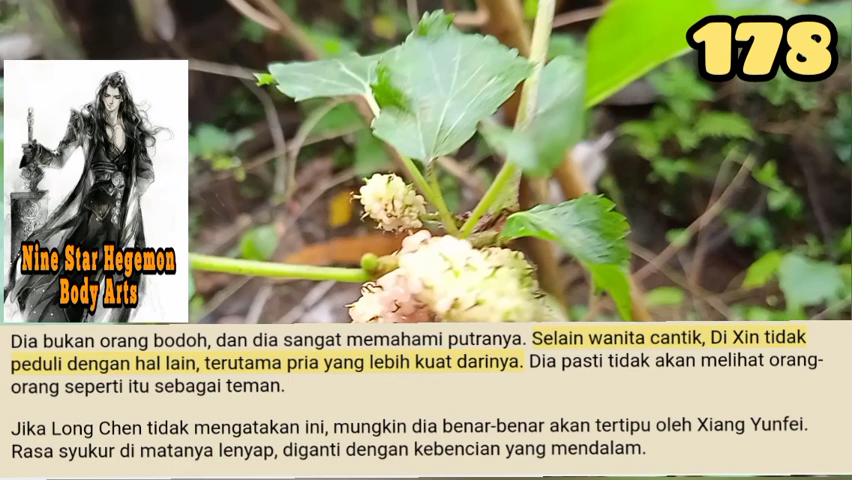 178
Nine Star Hegemon
Body Arts
Dia bukan orang bodoh, dan dia sangat memahami putranya. Selain wanita cantik, Di Xin tidak
peduli dengan hal lain, terutama pria yang lebih kuat darinya. Dia pasti tidak akan melihat orang-
orang seperti itu sebagai teman.
Jika Long Chen tidak mengatakan ini, mungkin dia benar-benar akan tertipu oleh Xiang Yunfei.
Rasa syukur di matanya lenyap, diganti dengan kebencian yang mendalam.